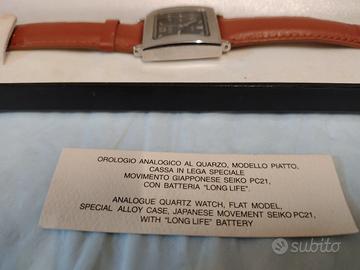 OROLOGIO ANALOGICO AL QUARZO, MODELLO PIATTO,
CASSA IN LEGA SPECIALE
MOVIMENTO GIAPPONESE SEIKO PC21,
CON BATTERIA "LONG LIFE".
ANALOGUE QUARTZ WATCH, FLAT MODEL,
SPECIAL ALLOY CASE, JAPANESE MOVEMENT SEIKO PC21,
WITH "LONG LIFE" BATTERY
subito